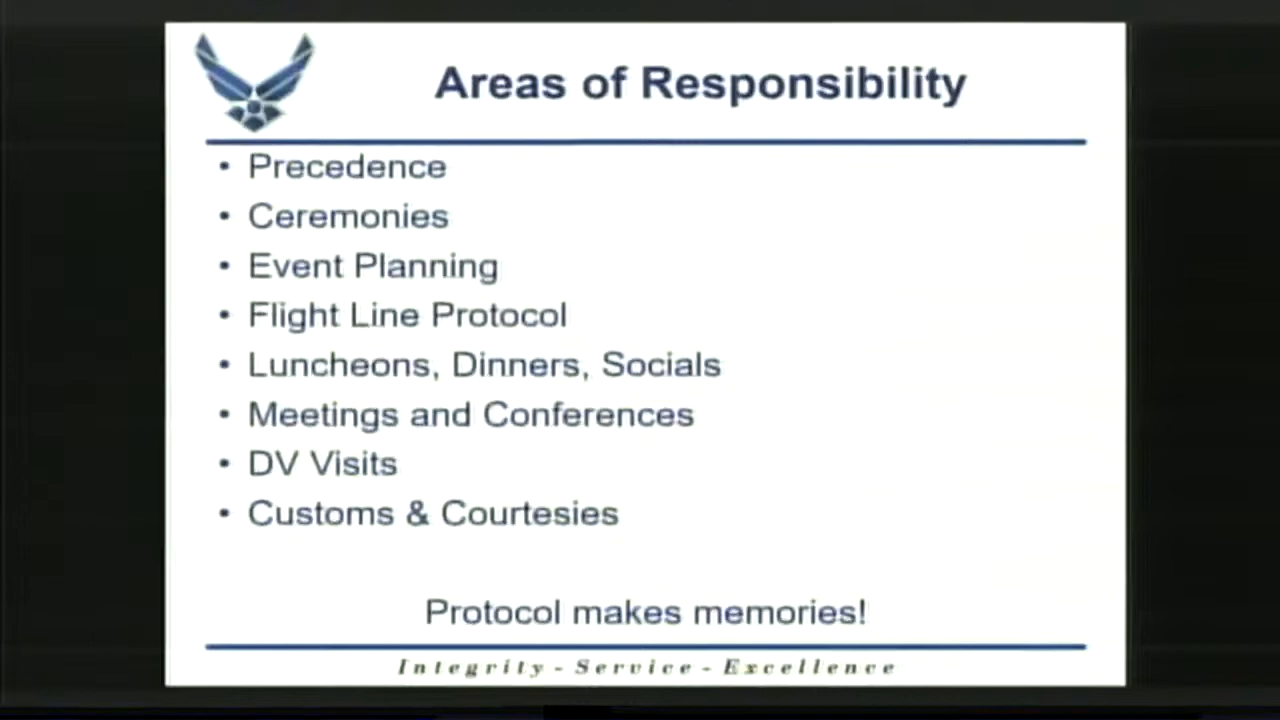 Areas of Responsibility
• Precedence
• Ceremonies
• Event Planning
• Flight Line Protocol
• Luncheons, Dinners, Socials
• Meetings and Conferences
• DV Visits
• Customs & Courtesies
Protocol makes memories!
Integrity - Service - Excellence